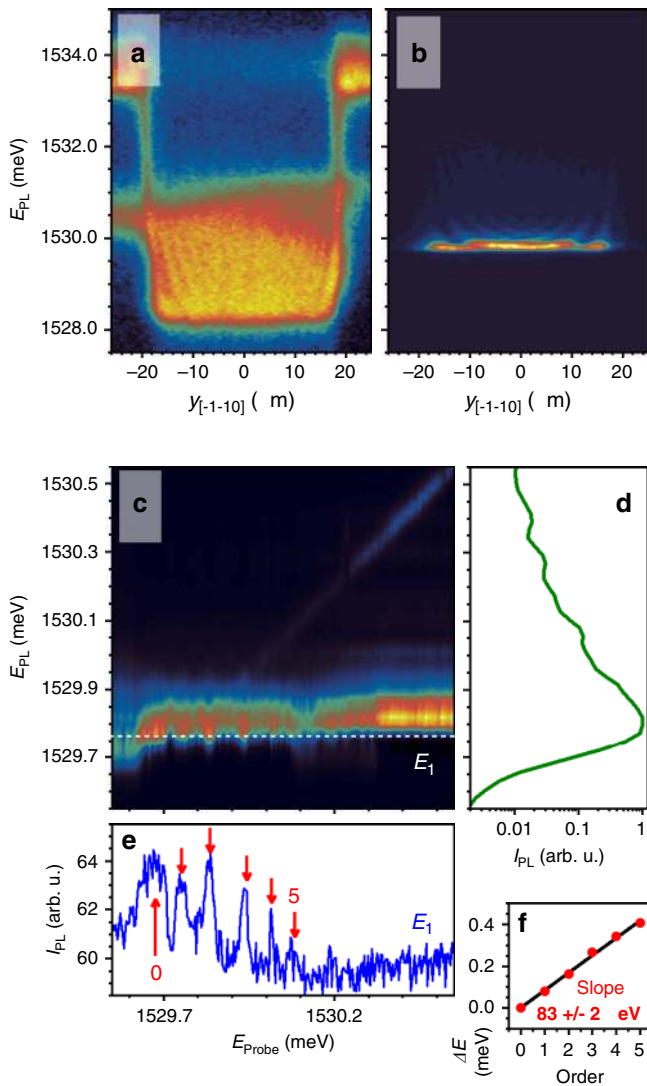 a
b
1534.0
1532.0
1530.0
1528.0
E_PL (meV)
−20 −10 0 10 20
−20 −10 0 10 20
y_[-1-10] ( m)
y_[-1-10] ( m)
c
d
1530.5
1530.3
1530.1
1529.9
1529.7
E_PL (meV)
E_1
0.01 0.1 1
I_PL (arb. u.)
e
64
62
60
I_PL (arb. u.)
0
5
E_1
1529.7 1530.2
E_Probe (meV)
f
0.4
0.2
0.0
ΔE
(meV)
Slope
83 +/- 2 eV
0 1 2 3 4 5
Order